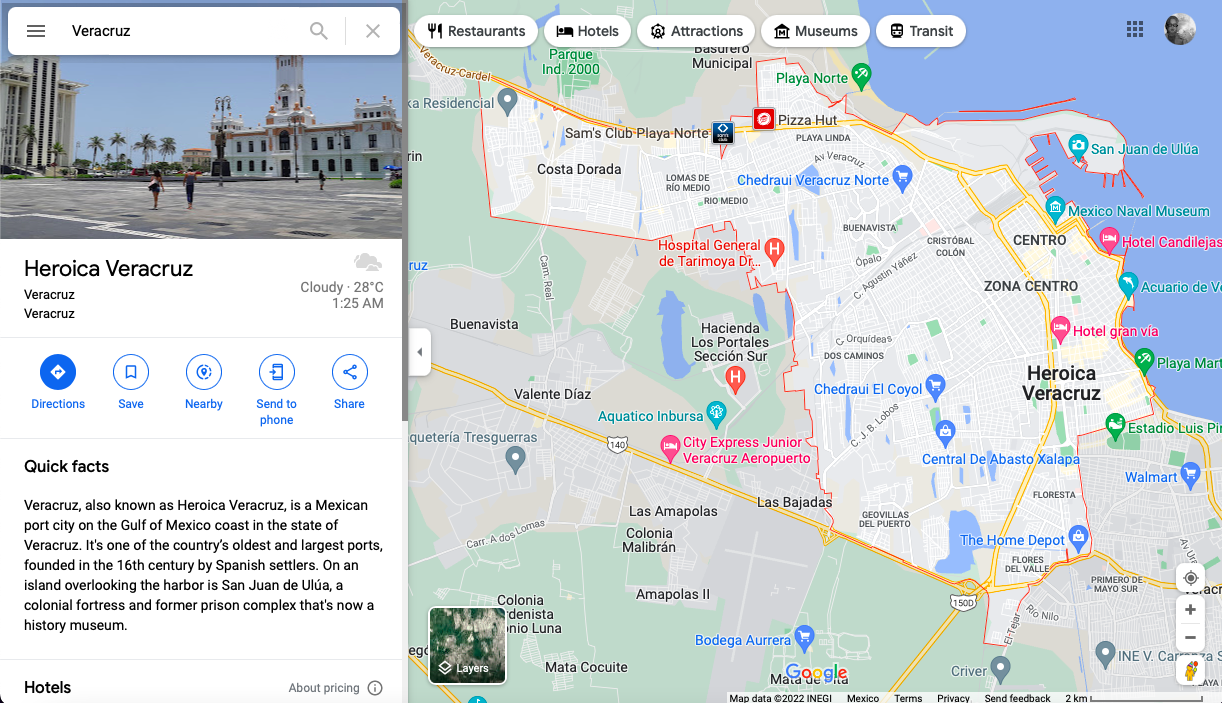 Veracruz
Restaurants
Hotels
Attractions
Museums
Transit
Heroica Veracruz
Veracruz
Veracruz
Cloudy · 28°C
1:25 AM
Directions
Save
Nearby
Send to
phone
Share
Quick facts
Veracruz, also known as Heroica Veracruz, is a Mexican
port city on the Gulf of Mexico coast in the state of
Veracruz. It's one of the country's oldest and largest ports,
founded in the 16th century by Spanish settlers. On an
island overlooking the harbor is San Juan de Ulúa, a
colonial fortress and former prison complex that's now a
history museum.
Hotels
About pricing
Veracruz-Cardel
Parque
Ind. 2000
Basurero
Municipal
Playa Norte
ka Residencial
Sam's Club Playa Norte
sam's
club
Pizza Hut
PLAYA LINDA
San Juan de Ulúa
rin
Costa Dorada
Av Veracruz
LOMAS DE
RÍO MEDIO
Chedraui Veracruz Norte
RIO MEDIO
Mexico Naval Museum
BUENAVISTA
CRISTÓBAL
COLÓN
CENTRO
Hotel Candilejas
Hospital General
de Tarimoya Dr...
ruz
Cam. Real
Ópalo
C. Agustin Yáñez
ZONA CENTRO
Acuario de Ve
Buenavista
Hacienda
Los Portales
Sección Sur
C. Orquídeas
DOS CAMINOS
Hotel gran vía
Playa Mart
Heroica
Veracruz
Valente Díaz
Chedraui El Coyol
Aquatico Inbursa
C. J. B. Lobos
Estadio Luis Pir
quetería Tresguerras
140
City Express Junior
Veracruz Aeropuerto
Central De Abasto Xalapa
Walmart
Las Bajadas
FLORESTA
Las Amapolas
GEOVILLAS
DEL PUERTO
Carr. A dos Lomas
Colonia
Malibrán
The Home Depot
FLORES
DEL VALLE
PRIMERO DE
MAYO SUR
Amapolas II
150D
Colonia
rdenista
onio Luna
El-Tejar
Rio Nilo
Bodega Aurrera
INE V. Carranza S
Mata Cocuite
Criver
Layers
Google
Map data ©2022 INEGI
Mexico
Terms
Privacy
Send feedback
2 km